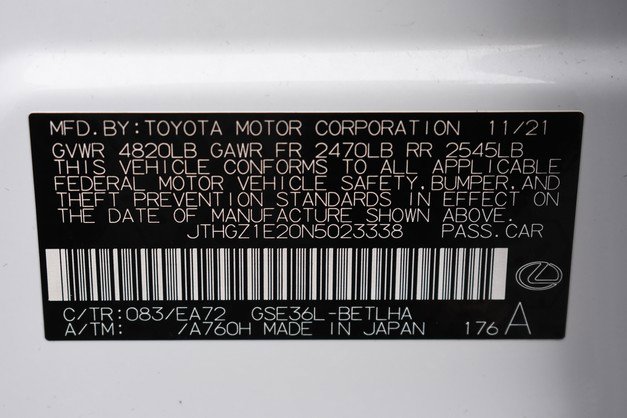 MFD.BY:TOYOTA MOTOR CORPORATION 11/21
GVWR 4820LB GAWR FR 2470LB RR 2545LB
THIS VEHICLE CONFORMS TO ALL APPLICABLE
FEDERAL MOTOR VEHICLE SAFETY,BUMPER,AND
THEFT PREVENTION STANDARDS IN EFFECT ON
THE DATE OF MANUFACTURE SHOWN ABOVE.
JTHGZ1E20N5023338 PASS.CAR
C/TR:083/EA72 GSE36L-BETLHA
A/TM: /A760H MADE IN JAPAN 176 A